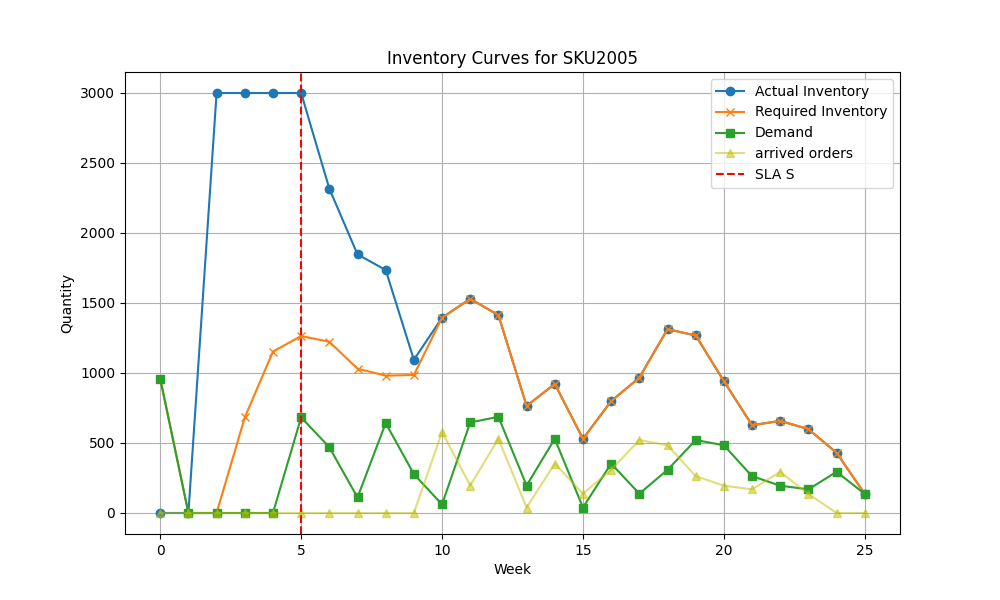 Inventory Curves for SKU2005
Actual Inventory
Required Inventory
Demand
arrived orders
SLA S
Quantity
3000
2500
2000
1500
1000
500
0
0 5 10 15 20 25
Week